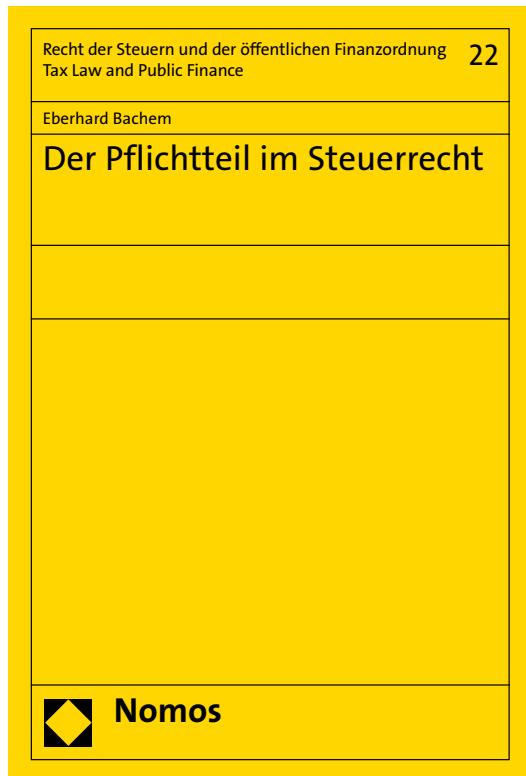 Recht der Steuern und der öffentlichen Finanzordnung 22
Tax Law and Public Finance
Eberhard Bachem
Der Pflichtteil im Steuerrecht
Nomos